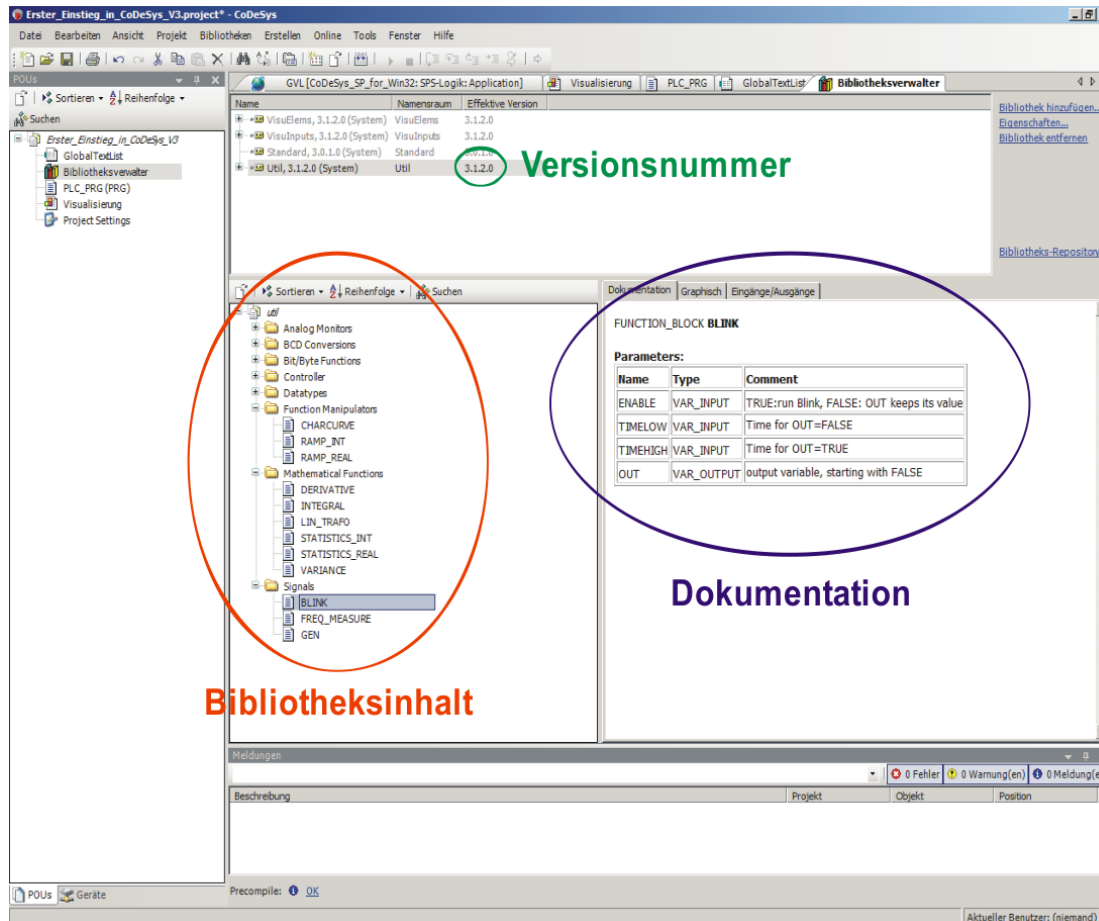 Erster_Einstieg_in_CoDeSys_V3.project* - CoDeSys
Datei Bearbeiten Ansicht Projekt Bibliotheken Erstellen Online Tools Fenster Hilfe
POUs
Sortieren Reihenfolge
Suchen
Erster_Einstieg_in_CoDeSys_V3
GlobalTextList
Bibliotheksverwalter
PLC_PRG (PRG)
Visualisierung
Project Settings
GVL [CoDeSys_SP_for_Win32: SPS-Logik: Application] Visualisierung PLC_PRG GlobalTextList Bibliotheksverwalter
Name Namensraum Effektive Version
VisuElems, 3.1.2.0 (System) VisuElems 3.1.2.0
VisuInputs, 3.1.2.0 (System) VisuInputs 3.1.2.0
Standard, 3.0.1.0 (System) Standard 3.0.1.0
Util, 3.1.2.0 (System) Util 3.1.2.0
Versionsnummer
Bibliothek hinzufügen...
Eigenschaften...
Bibliothek entfernen
Bibliotheks-Repository
Sortieren Reihenfolge Suchen
util
Analog Monitors
BCD Conversions
Bit/Byte Functions
Controller
Datatypes
Function Manipulators
CHARCURVE
RAMP_INT
RAMP_REAL
Mathematical Functions
DERIVATIVE
INTEGRAL
LIN_TRAFO
STATISTICS_INT
STATISTICS_REAL
VARIANCE
Signals
BLINK
FREQ_MEASURE
GEN
Bibliotheksinhalt
Dokumentation Graphisch Eingänge/Ausgänge
FUNCTION_BLOCK BLINK
Parameters:
Name Type Comment
ENABLE VAR_INPUT TRUE:run Blink, FALSE: OUT keeps its value
TIMELOW VAR_INPUT Time for OUT=FALSE
TIMEHIGH VAR_INPUT Time for OUT=TRUE
OUT VAR_OUTPUT output variable, starting with FALSE
Dokumentation
Meldungen
0 Fehler 0 Warnung(en) 0 Meldung(e
Beschreibung Projekt Objekt Position
POUs Geräte
Precompile: OK
Aktueller Benutzer: (niemand)